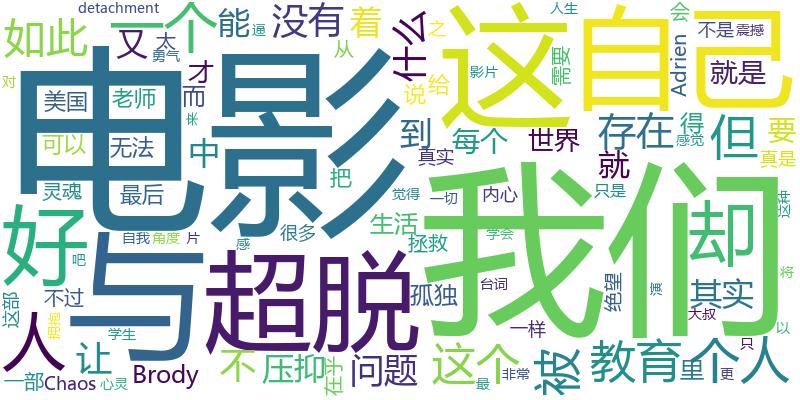 detachment
如此
一个
能
逼
没有
着
从
什么
之
这
自己
人生
会
不是
震撼
又
太
勇气
才
而
对
电影
美国
老师
可以
无法
来
中
灵魂
最后
把
说
给
影片
需要
Adrien
就是
到
每个
世界
存在
得
感觉
但
要
真是
真实
就
好
与
超脱
我们
却
自我
角度
片
感
很多
觉得
一切
内心
只是
这种
生活
拯救
学会
吧
这部
不过
孤独
台词
绝望
演
其实
将
大叔
拥抱
学生
人
让
不
压抑
在乎
问题
一样
这个
最
非常
被
教育
里
更
个人
只
以
一部
Chaos
心灵
Brody